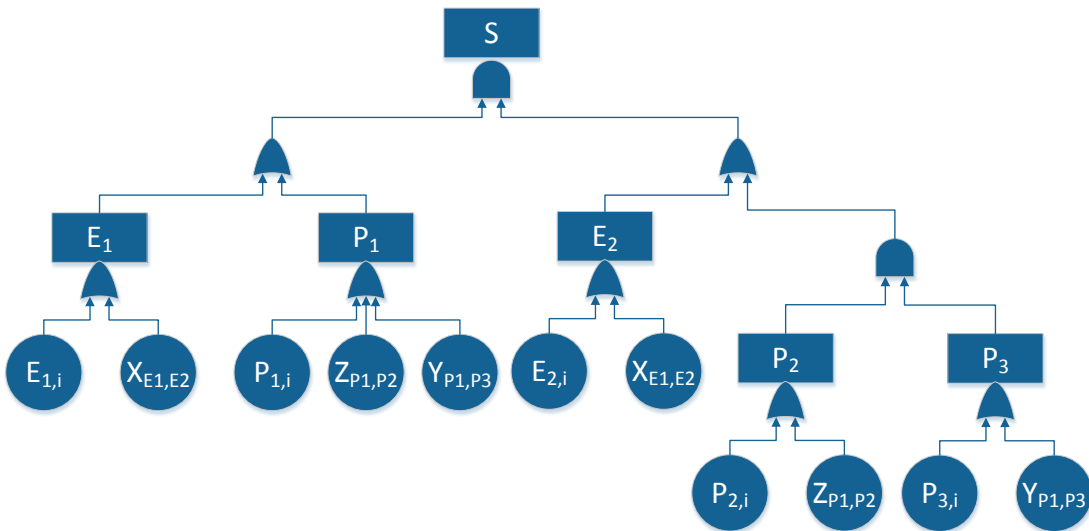 S
E1
P1
E2
E1,i
XE1,E2
P1,i
ZP1,P2
YP1,P3
E2,i
XE1,E2
P2
P3
P2,i
ZP1,P2
P3,i
YP1,P3